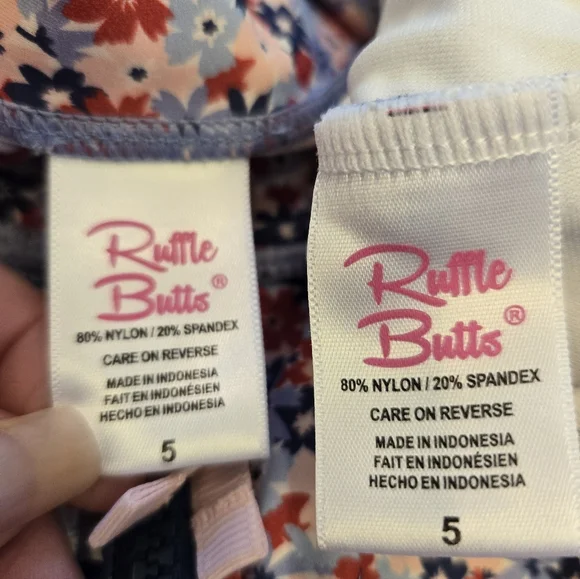 Ruffle
Butts®
80% NYLON / 20% SPANDEX
CARE ON REVERSE
MADE IN INDONESIA
FAIT EN INDONÉSIEN
HECHO EN INDONESIA
5
Ruffle
Butts®
80% NYLON / 20% SPANDEX
CARE ON REVERSE
MADE IN INDONESIA
FAIT EN INDONÉSIEN
HECHO EN INDONESIA
5